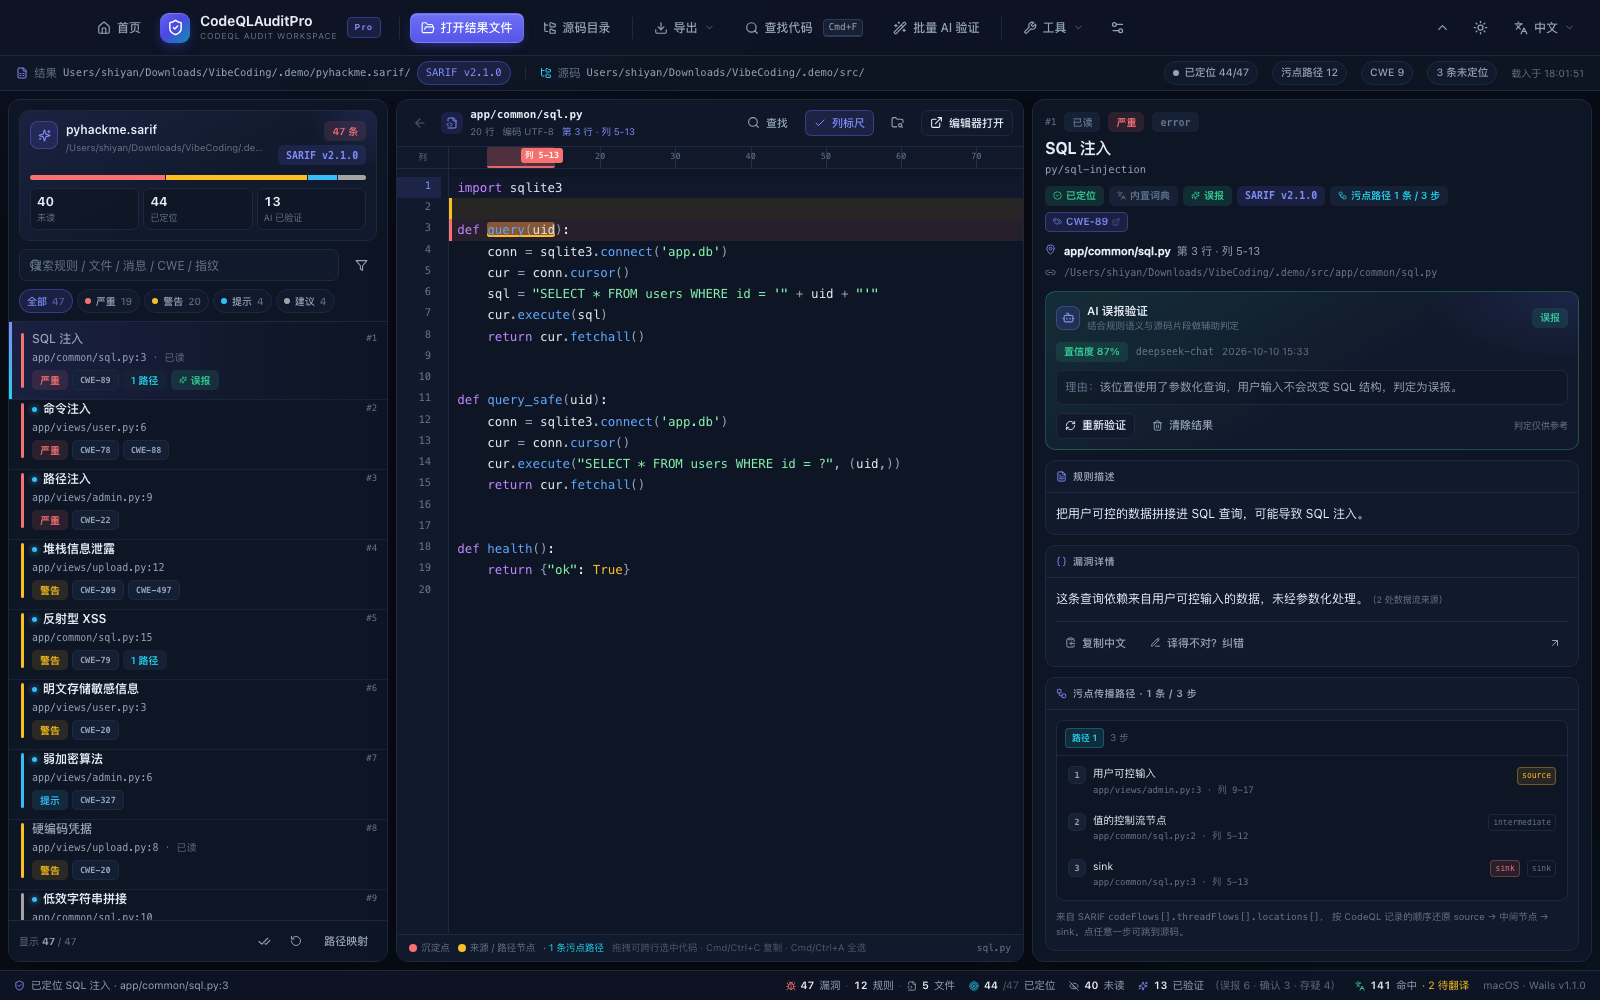 首页
CodeQLAuditPro Pro
CODEQL AUDIT WORKSPACE
打开结果文件
源码目录
导出
查找代码 Cmd+F
批量 AI 验证
工具
中文
结果 Users/shiyan/Downloads/VibeCoding/.demo/pyhackme.sarif/ SARIF v2.1.0
源码 Users/shiyan/Downloads/VibeCoding/.demo/src/
已定位 44/47
污点路径 12
CWE 9
3 条未定位
载入于 18:01:51
pyhackme.sarif 47 条
/Users/shiyan/Downloads/VibeCoding/.de… SARIF v2.1.0
40 44 13
未读 已定位 AI 已验证
搜索规则 / 文件 / 消息 / CWE / 指纹
全部 47 严重 19 警告 20 提示 4 建议 4
SQL 注入 #1
app/common/sql.py:3 · 已读
严重 CWE-89 1 路径 误报
命令注入 #2
app/views/user.py:6
严重 CWE-78 CWE-88
路径注入 #3
app/views/admin.py:9
严重 CWE-22
堆栈信息泄露 #4
app/views/upload.py:12
警告 CWE-209 CWE-497
反射型 XSS #5
app/common/sql.py:15
警告 CWE-79 1 路径
明文存储敏感信息 #6
app/views/user.py:3
警告 CWE-20
弱加密算法 #7
app/views/admin.py:6
提示 CWE-327
硬编码凭据 #8
app/views/upload.py:8 · 已读
警告 CWE-20
低效字符串拼接 #9
app/common/sql.py:10
显示 47 / 47
路径映射
app/common/sql.py
20 行 编码 UTF-8 第 3 行 · 列 5-13
查找
列标尺
编辑器打开
列 列 5-13 20 30 40 50 60 70
1 import sqlite3
2
3 def query(uid):
4 conn = sqlite3.connect('app.db')
5 cur = conn.cursor()
6 sql = "SELECT * FROM users WHERE id = '" + uid + "'"
7 cur.execute(sql)
8 return cur.fetchall()
9
10
11 def query_safe(uid):
12 conn = sqlite3.connect('app.db')
13 cur = conn.cursor()
14 cur.execute("SELECT * FROM users WHERE id = ?", (uid,))
15 return cur.fetchall()
16
17
18 def health():
19 return {"ok": True}
20
沉淀点 来源 / 路径节点 · 1 条污点路径 拖拽可跨行选中代码 · Cmd/Ctrl+C 复制 · Cmd/Ctrl+A 全选 sql.py
#1 已读 严重 error
SQL 注入
py/sql-injection
已定位 内置词典 误报 SARIF v2.1.0 污点路径 1 条 / 3 步
CWE-89
app/common/sql.py 第 3 行 · 列 5-13
/Users/shiyan/Downloads/VibeCoding/.demo/src/app/common/sql.py
AI 误报验证
结合规则语义与源码片段做辅助判定
误报
置信度 87% deepseek-chat 2026-10-10 15:33
理由：该位置使用了参数化查询，用户输入不会改变 SQL 结构，判定为误报。
重新验证 清除结果 判定仅供参考
规则描述
把用户可控的数据拼接进 SQL 查询，可能导致 SQL 注入。
漏洞详情
这条查询依赖来自用户可控输入的数据，未经参数化处理。 (2 处数据流来源)
复制中文 译得不对？纠错
污点传播路径 · 1 条 / 3 步
路径 1 3 步
1 用户可控输入 source
app/views/admin.py:3 · 列 9-17
2 值的控制流节点 intermediate
app/common/sql.py:2 · 列 5-12
3 sink sink sink
app/common/sql.py:3 · 列 5-13
来自 SARIF codeFlows[].threadFlows[].locations[]，按 CodeQL 记录的顺序还原 source → 中间节点 →
sink，点任意一步可跳到源码。
已定位 SQL 注入 · app/common/sql.py:3
47 漏洞 · 12 规则 · 5 文件 44 /47 已定位 40 未读 13 已验证 (误报 6 · 确认 3 · 存疑 4) 141 命中 · 2 待翻译 macOS · Wails v1.1.0